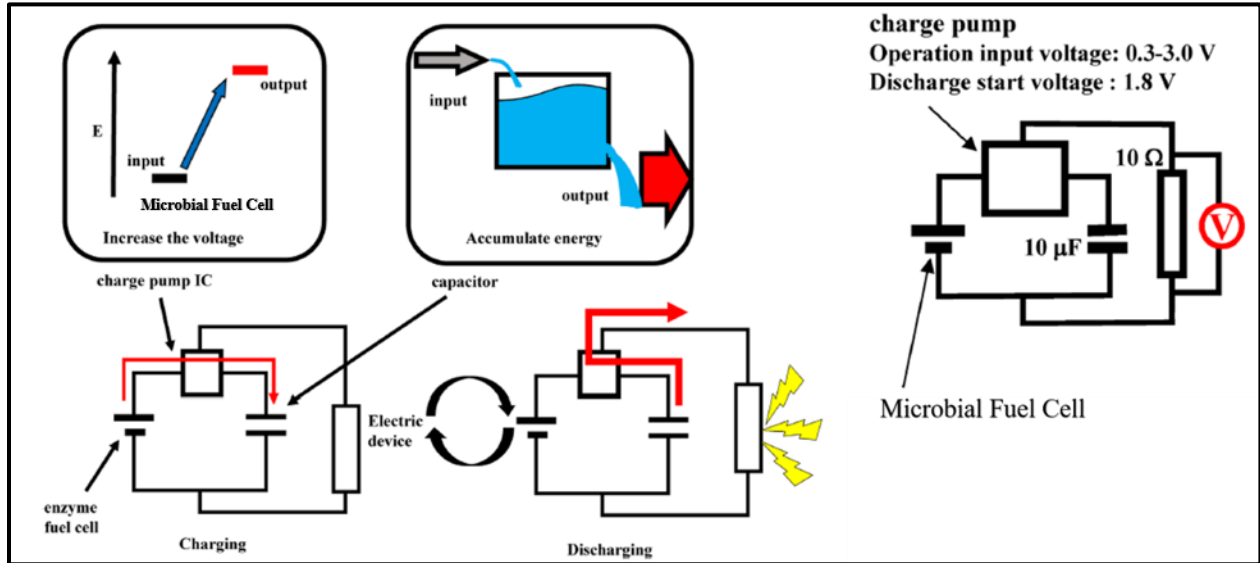 E
output
input
Microbial Fuel Cell
Increase the voltage
input
output
Accumulate energy
charge pump IC
capacitor
enzyme
fuel cell
Charging
Electric
device
Discharging
charge pump
Operation input voltage: 0.3-3.0 V
Discharge start voltage : 1.8 V
10 Ω
10 μF
V
Microbial Fuel Cell